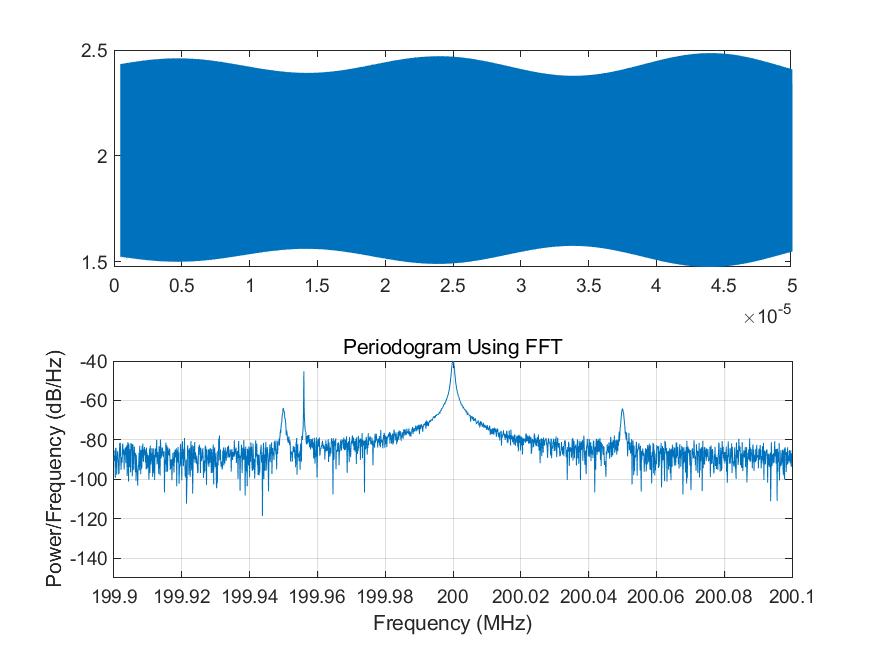 2.5
2
1.5
0 0.5 1 1.5 2 2.5 3 3.5 4 4.5 5
×10-5
Periodogram Using FFT
-40
-60
-80
-100
-120
-140
Power/Frequency (dB/Hz)
199.9 199.92 199.94 199.96 199.98 200 200.02 200.04 200.06 200.08 200.1
Frequency (MHz)